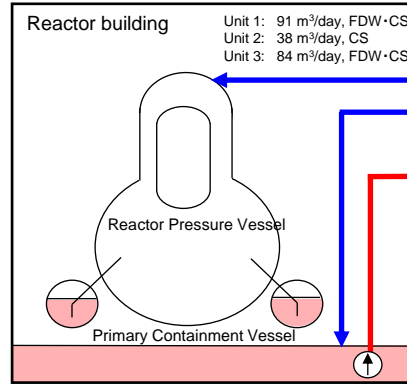 Reactor building
Unit 1: 91 m³/day, FDW・CS
Unit 2: 38 m³/day, CS
Unit 3: 84 m³/day, FDW・CS
Reactor Pressure Vessel
Primary Containment Vessel